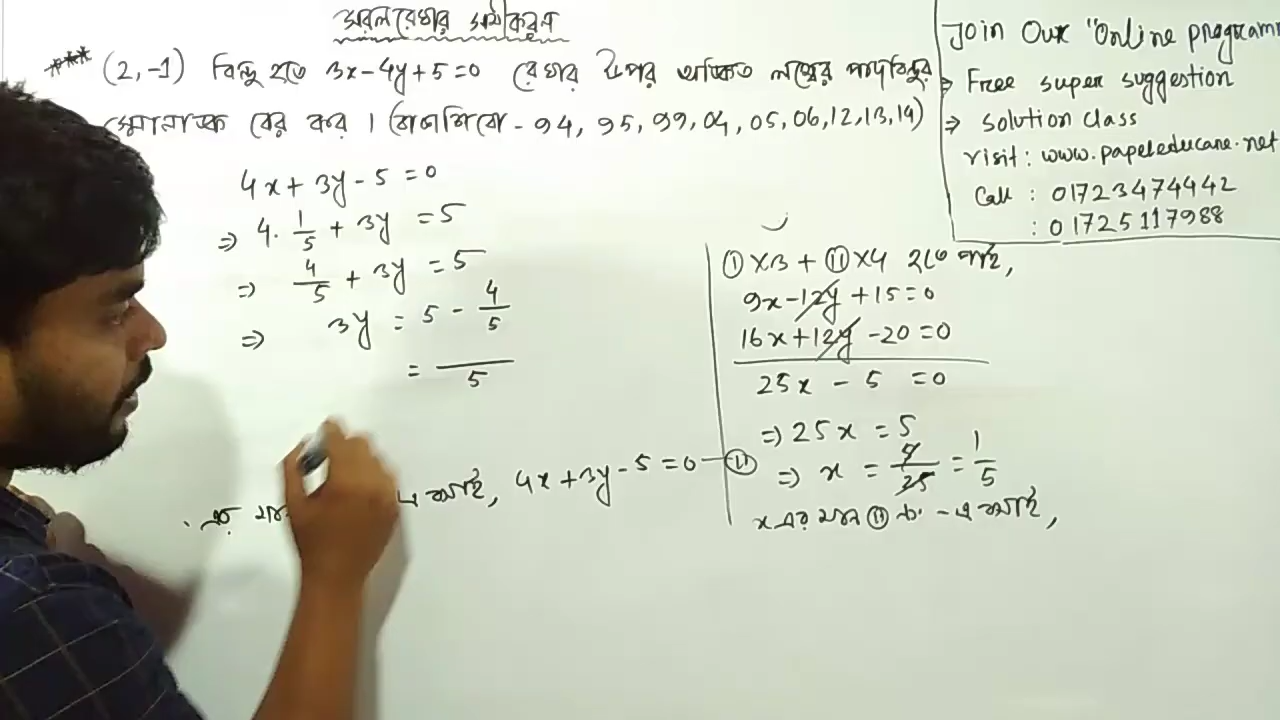 সরলরেখার সমীকরণ
*** (2, -1) বিন্দু হতে 3x - 4y + 5 = 0 রেখার উপর অঙ্কিত লম্বের পাদবিন্দুর
স্থানাঙ্ক বের কর । (বাকাশিবো - 94, 95, 99, 04, 05, 06, 12, 13, 14)
4x + 3y - 5 = 0
⇒ 4. 1/5 + 3y = 5
⇒ 4/5 + 3y = 5
⇒ 3y = 5 - 4/5
= /5
মান
এ বসাই, 4x + 3y - 5 = 0 — (ii)
(i) × 3 + (ii) × 4 হতে পাই,
9x - 12y + 15 = 0
16x + 12y - 20 = 0
25x - 5 = 0
⇒ 25x = 5
⇒ x = 5/25 = 1/5
x এর মান (ii) নং - এ বসাই,
Join Our "Online programm
⇒ Free super suggestion
⇒ solution class
visit : www.papeleducare.net
Call : 01723474442
: 01725117988